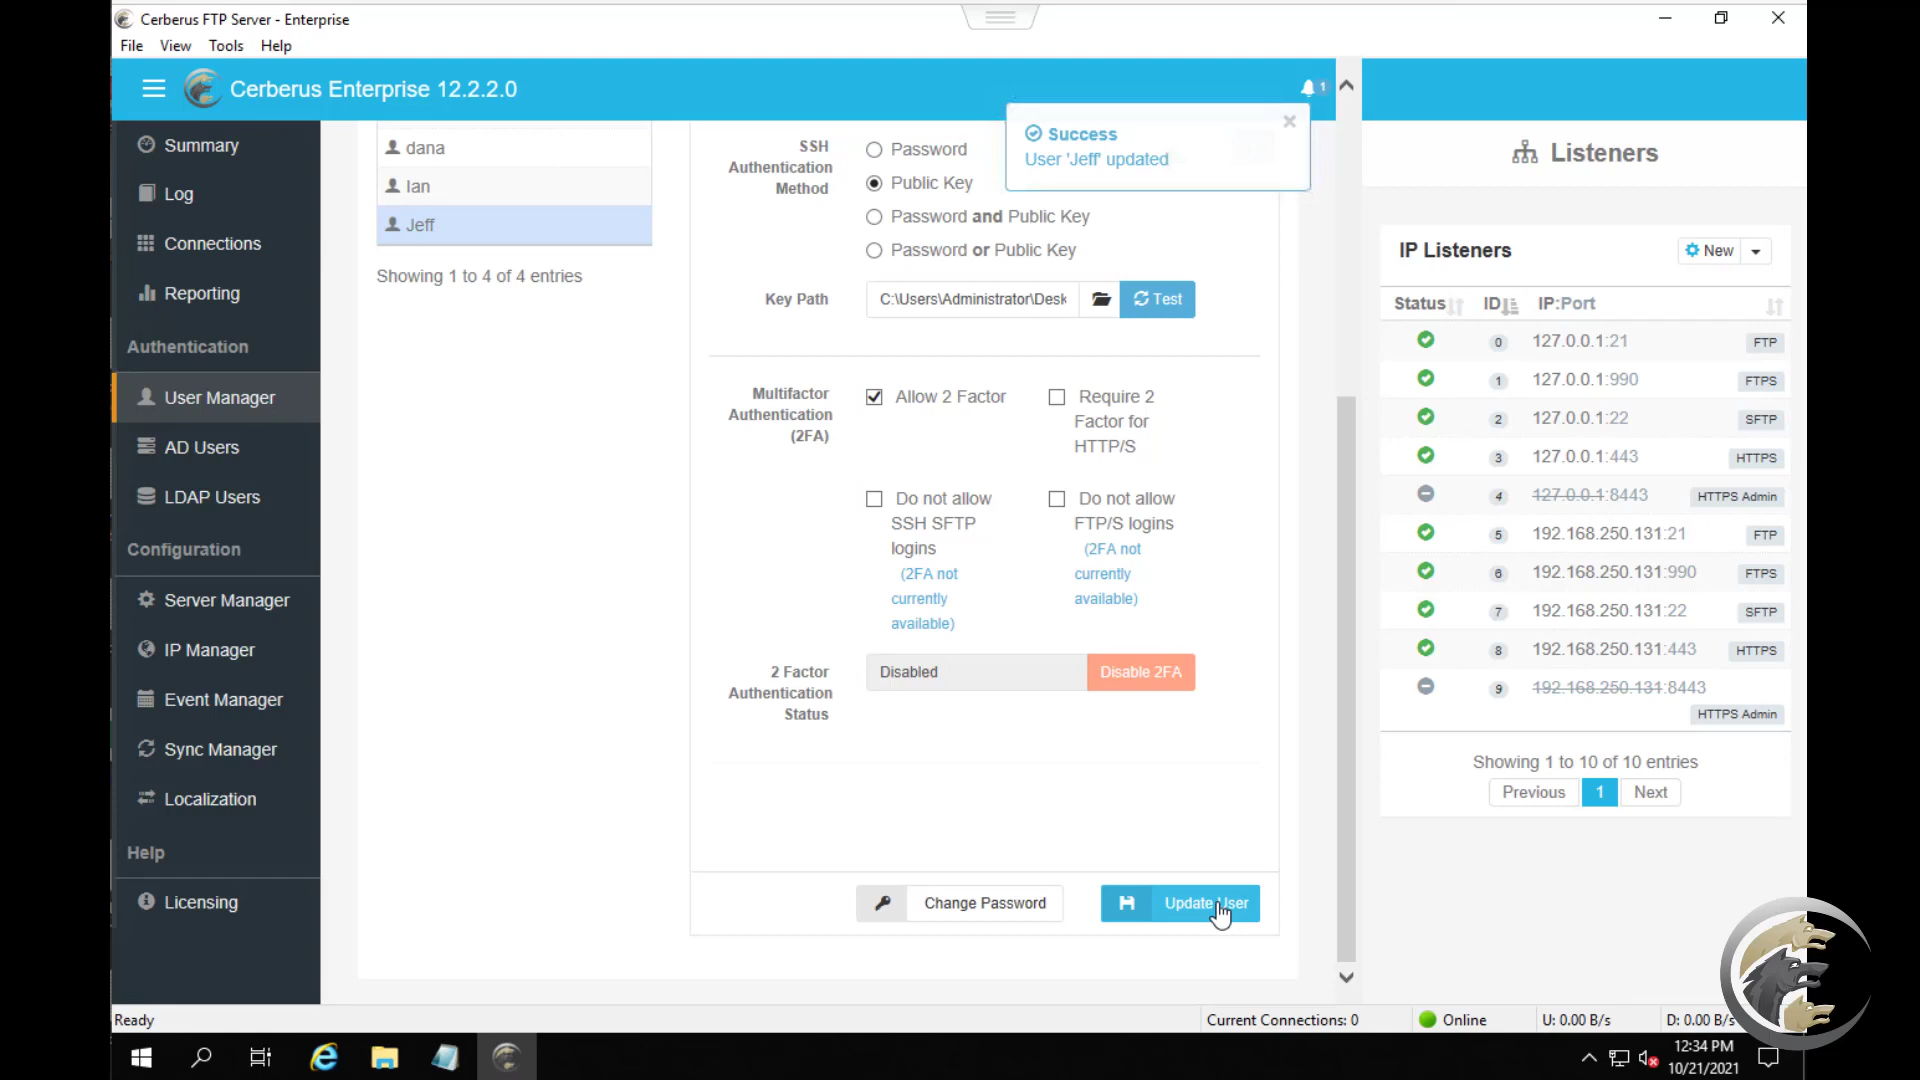 Cerberus FTP Server - Enterprise
File View Tools Help
Cerberus Enterprise 12.2.2.0
1
Summary
Log
Connections
Reporting
Authentication
User Manager
AD Users
LDAP Users
Configuration
Server Manager
IP Manager
Event Manager
Sync Manager
Localization
Help
Licensing
dana
Ian
Jeff
Showing 1 to 4 of 4 entries
SSH
Authentication
Method
Password
Public Key
Password and Public Key
Password or Public Key
Key Path
C:\Users\Administrator\Desk
Test
Multifactor
Authentication
(2FA)
Allow 2 Factor
Require 2
Factor for
HTTP/S
Do not allow
SSH SFTP
logins
(2FA not
currently
available)
Do not allow
FTP/S logins
(2FA not
currently
available)
2 Factor
Authentication
Status
Disabled
Disable 2FA
Change Password
Update User
Success
User 'Jeff' updated
Listeners
IP Listeners
New
Status ID IP:Port
0 127.0.0.1:21 FTP
1 127.0.0.1:990 FTPS
2 127.0.0.1:22 SFTP
3 127.0.0.1:443 HTTPS
4 127.0.0.1:8443 HTTPS Admin
5 192.168.250.131:21 FTP
6 192.168.250.131:990 FTPS
7 192.168.250.131:22 SFTP
8 192.168.250.131:443 HTTPS
9 192.168.250.131:8443
HTTPS Admin
Showing 1 to 10 of 10 entries
Previous 1 Next
Ready
Current Connections: 0
Online
U: 0.00 B/s
D: 0.00 B/s
12:34 PM
10/21/2021